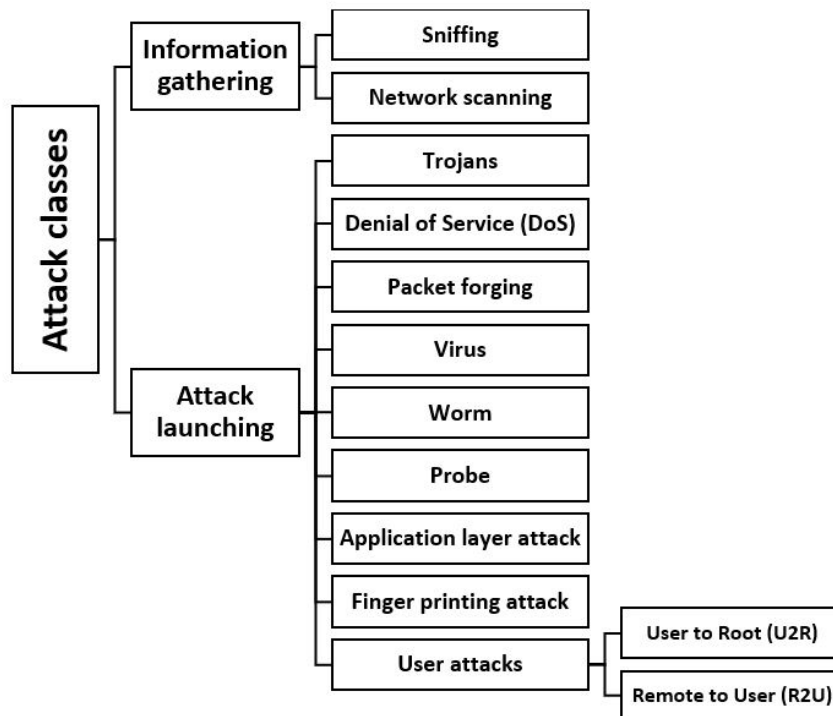 Attack classes
Information
gathering
Sniffing
Network scanning
Attack
launching
Trojans
Denial of Service (DoS)
Packet forging
Virus
Worm
Probe
Application layer attack
Finger printing attack
User attacks
User to Root (U2R)
Remote to User (R2U)